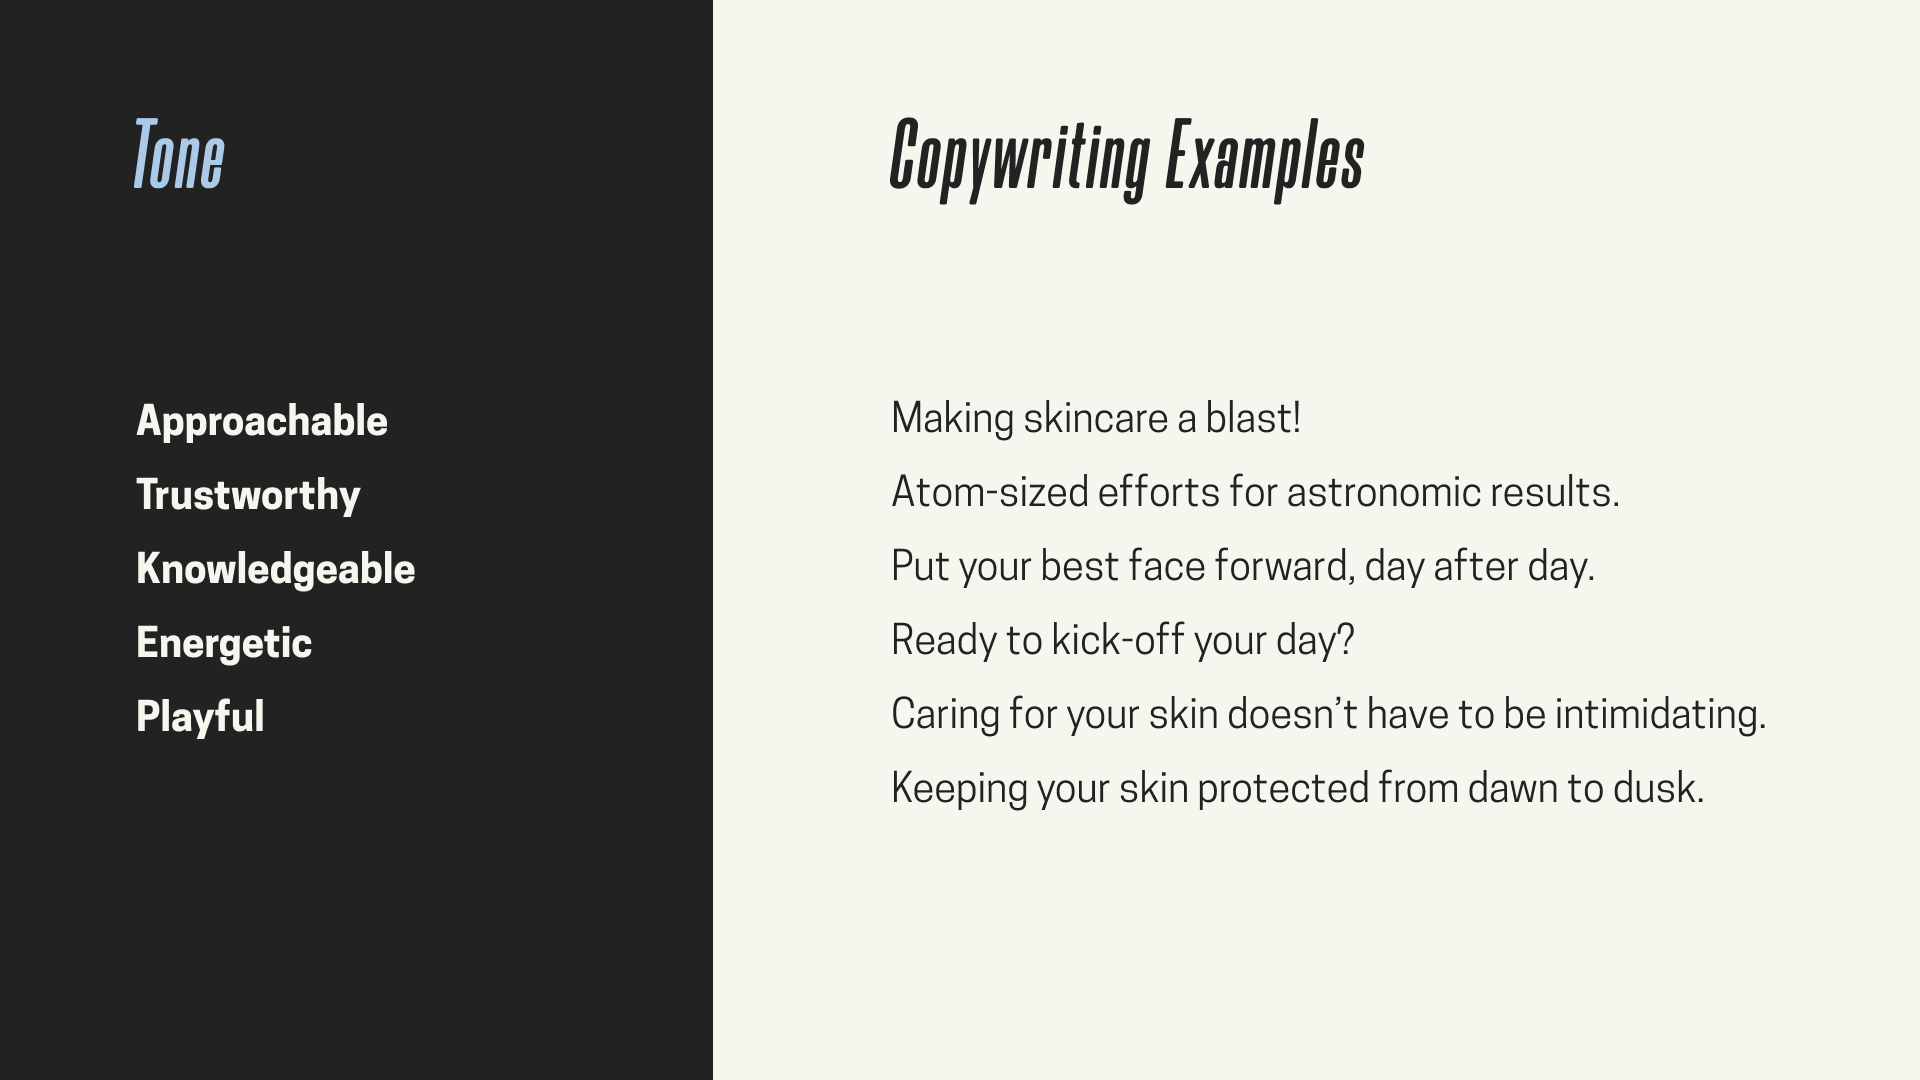 Tone
Approachable
Trustworthy
Knowledgeable
Energetic
Playful
Copywriting Examples
Making skincare a blast!
Atom-sized efforts for astronomic results.
Put your best face forward, day after day.
Ready to kick-off your day?
Caring for your skin doesn’t have to be intimidating.
Keeping your skin protected from dawn to dusk.